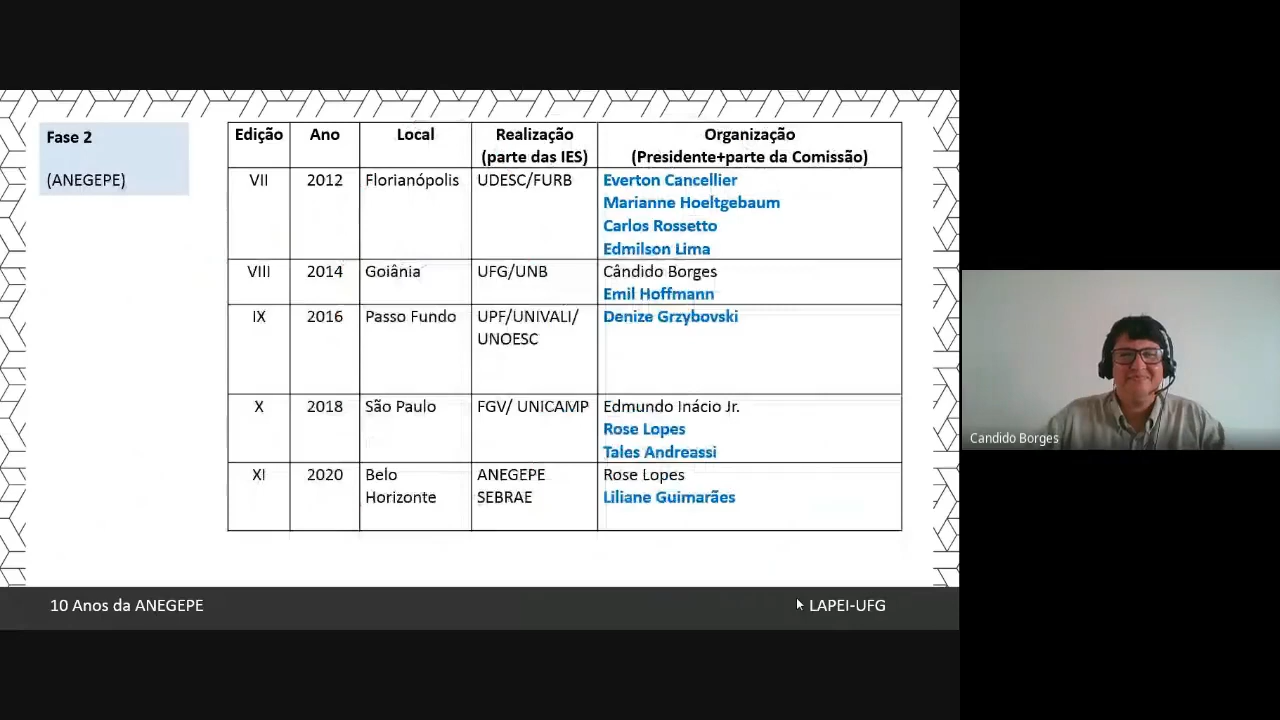 Fase 2
(ANEGEPE)
Edição Ano Local Realização (parte das IES) Organização (Presidente+parte da Comissão)
VII 2012 Florianópolis UDESC/FURB Everton Cancellier
Marianne Hoeltgebaum
Carlos Rossetto
Edmilson Lima
VIII 2014 Goiânia UFG/UNB Cândido Borges
Emil Hoffmann
IX 2016 Passo Fundo UPF/UNIVALI/ Denize Grzybovski
UNOESC
X 2018 São Paulo FGV/ UNICAMP Edmundo Inácio Jr.
Rose Lopes
Tales Andreassi
XI 2020 Belo ANEGEPE Rose Lopes
Horizonte SEBRAE Liliane Guimarães
10 Anos da ANEGEPE LAPEI-UFG
Candido Borges